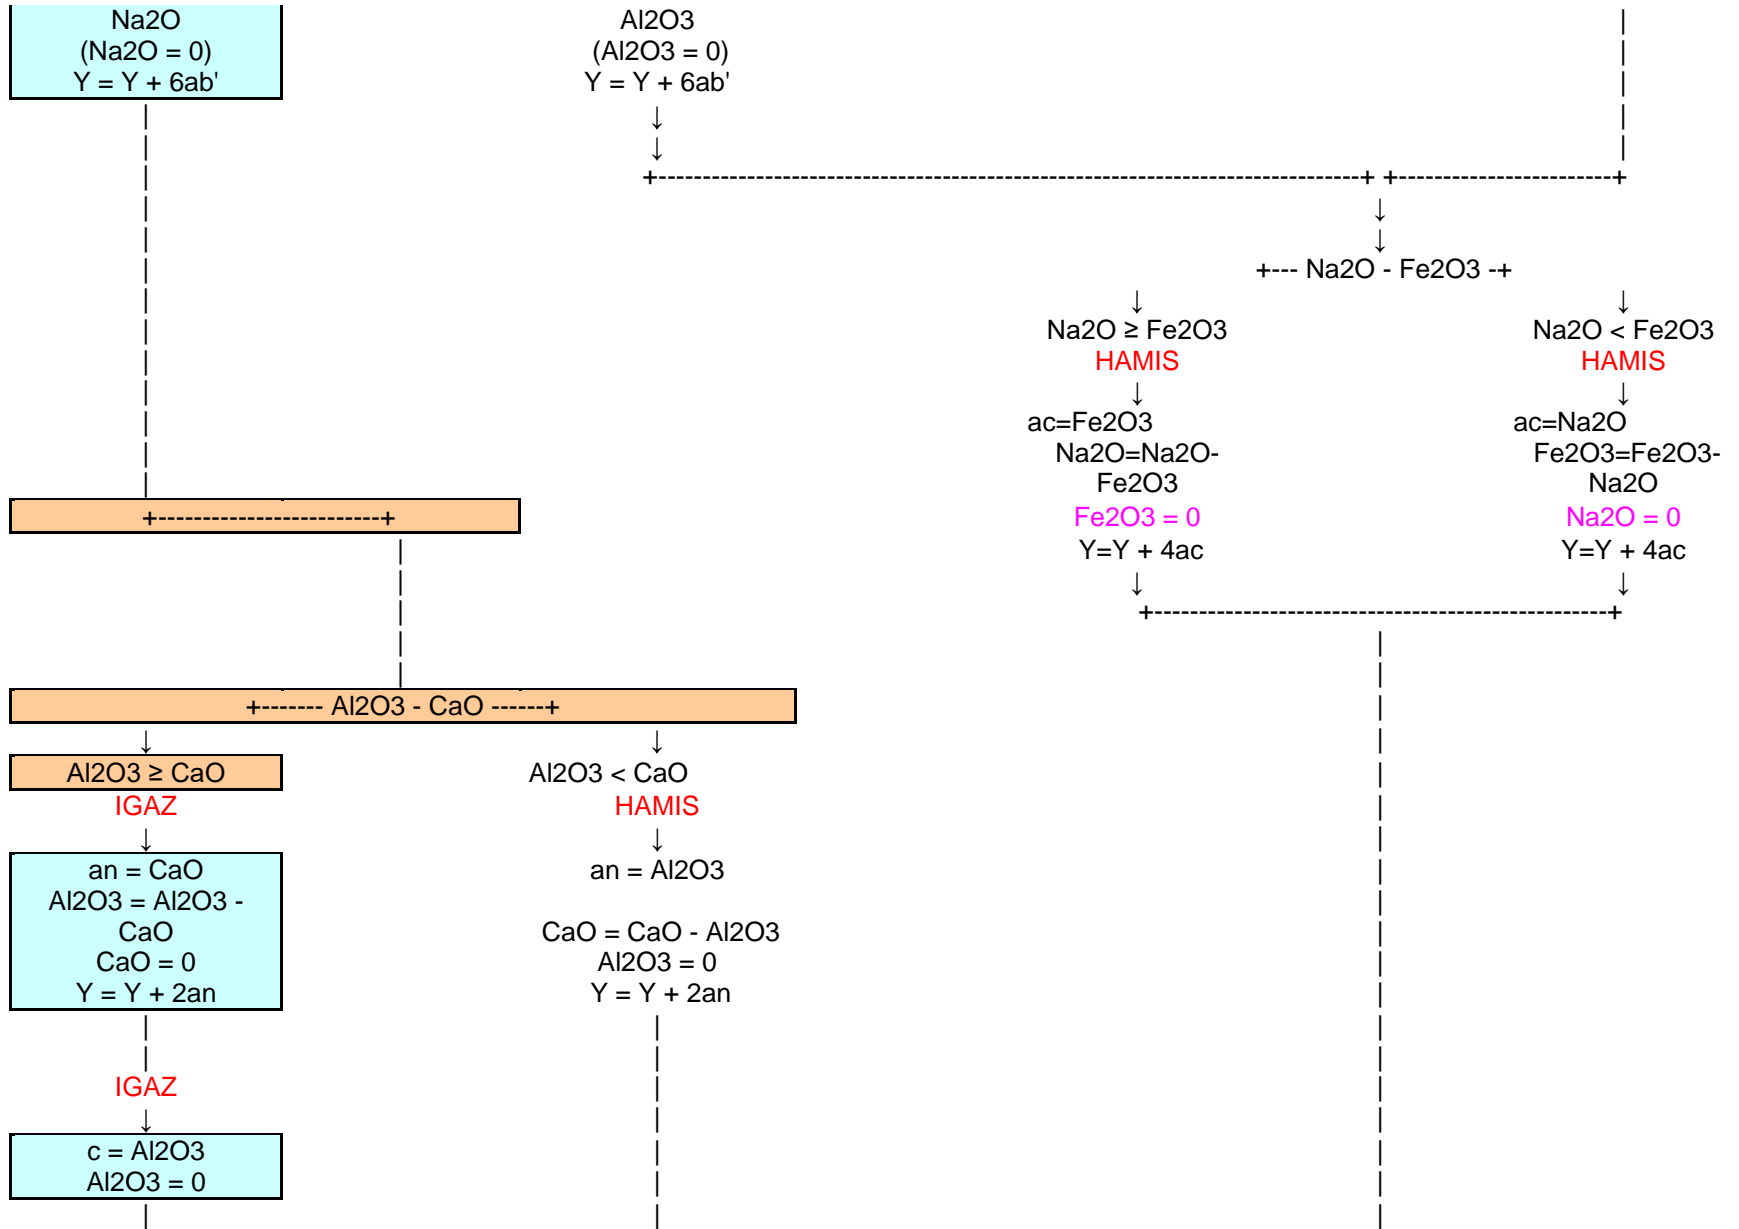 Na2O
(Na2O = 0)
Y = Y + 6ab'
Al2O3
(Al2O3 = 0)
Y = Y + 6ab'
↓
↓
+---------------------------------------------------------------------------------+ +--------------------------+
↓
↓
+--- Na2O - Fe2O3 -+
↓
Na2O ≥ Fe2O3
HAMIS
↓
ac=Fe2O3
Na2O=Na2O-
Fe2O3
Fe2O3 = 0
Y=Y + 4ac
↓
↓
Na2O < Fe2O3
HAMIS
↓
ac=Na2O
Fe2O3=Fe2O3-
Na2O
Na2O = 0
Y=Y + 4ac
↓
+----------------------------------------------------+
+--------------------------+
+------- Al2O3 - CaO ------+
↓
Al2O3 ≥ CaO
IGAZ
↓
an = CaO
Al2O3 = Al2O3 -
CaO
CaO = 0
Y = Y + 2an
IGAZ
↓
c = Al2O3
Al2O3 = 0
↓
Al2O3 < CaO
HAMIS
↓
an = Al2O3
CaO = CaO - Al2O3
Al2O3 = 0
Y = Y + 2an